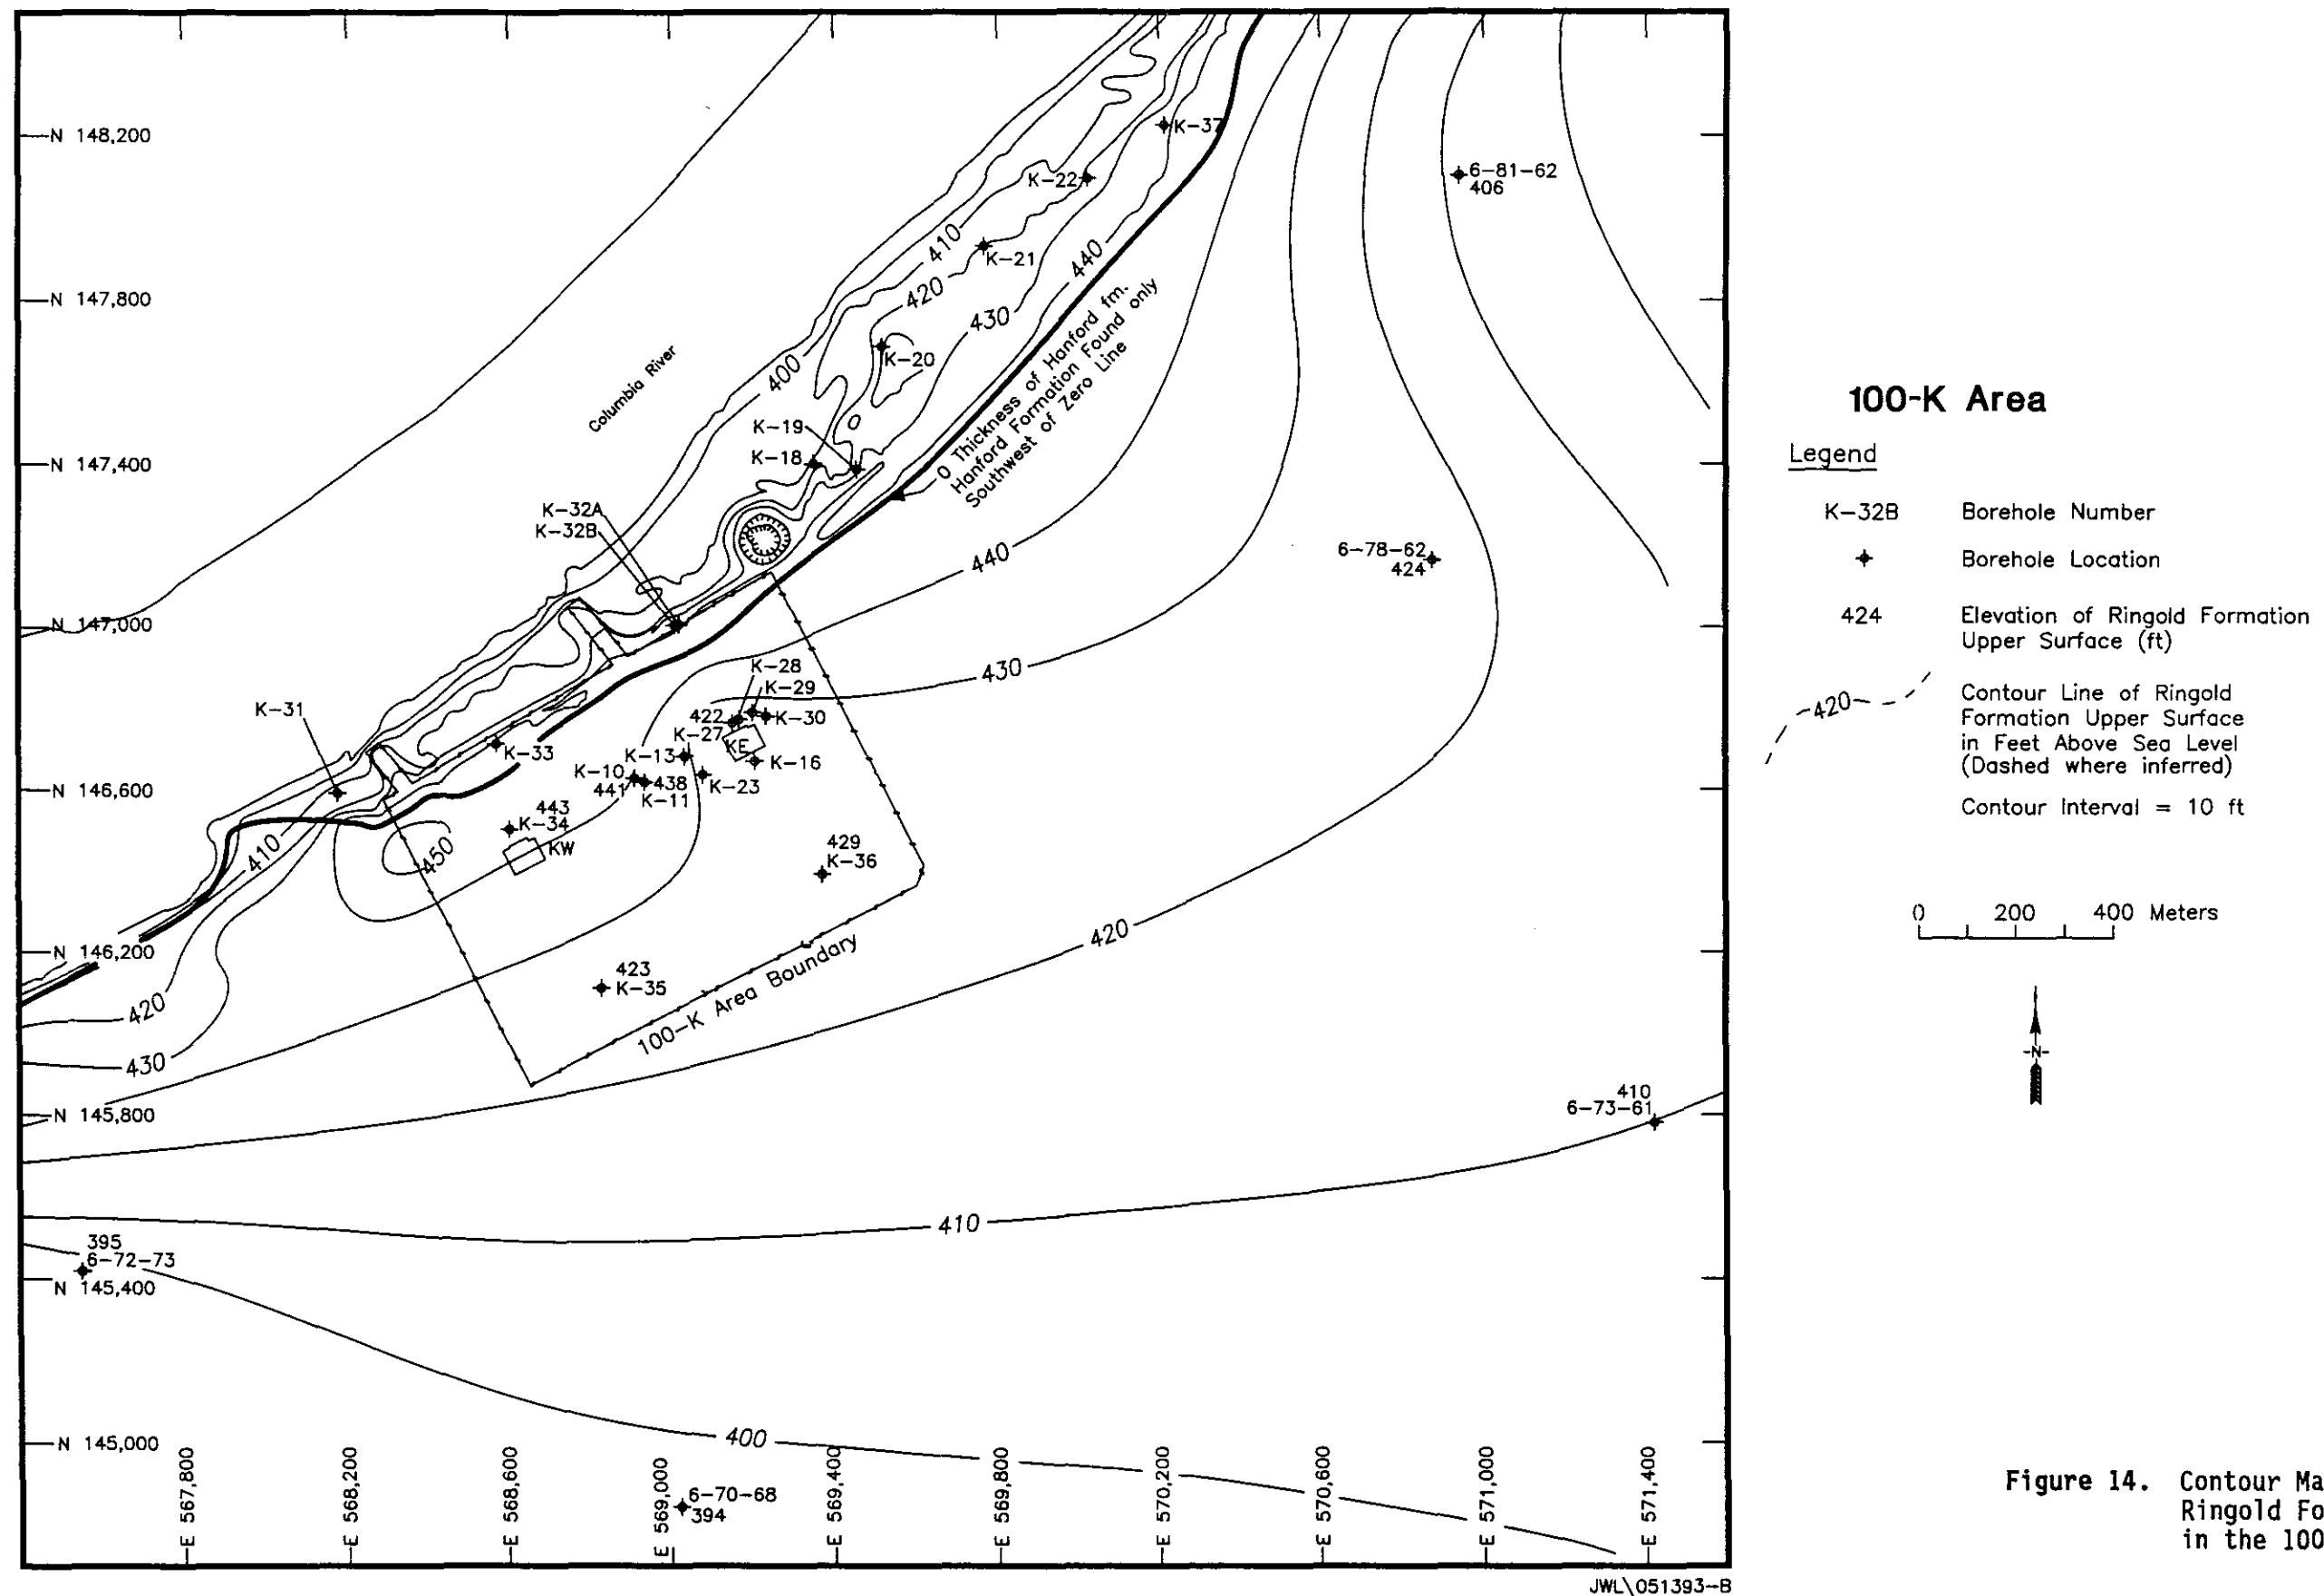 N 148,200
N 147,800
N 147,400
N 147,000
N 146,600
N 146,200
N 145,800
N 145,400
N 145,000
E 567,800
E 568,200
E 568,600
E 569,000
E 569,400
E 569,800
E 570,200
E 570,600
E 571,000
E 571,400
Columbia River
K-37
K-22
K-21
K-20
K-19
K-18
K-32A
K-32B
K-31
K-33
K-28
K-29
K-30
422
K-27
KE
K-13
K-16
K-10
441
438
K-11
K-23
443
K-34
KW
429
K-36
423
K-35
6-81-62
406
6-78-62
424
410
6-73-61
395
6-72-73
6-70-68
394
410
400
420
430
440
440
430
420
410
400
450
410
420
430
0 Thickness of Hanford fm.
Hanford Formation Found only
Southwest of Zero Line
100-K Area Boundary
100-K Area
Legend
K-32B Borehole Number
Borehole Location
424 Elevation of Ringold Formation
Upper Surface (ft)
420 Contour Line of Ringold
Formation Upper Surface
in Feet Above Sea Level
(Dashed where inferred)
Contour Interval = 10 ft
0 200 400 Meters
N
Figure 14. Contour Ma
Ringold Fo
in the 100
JWL\051393-B